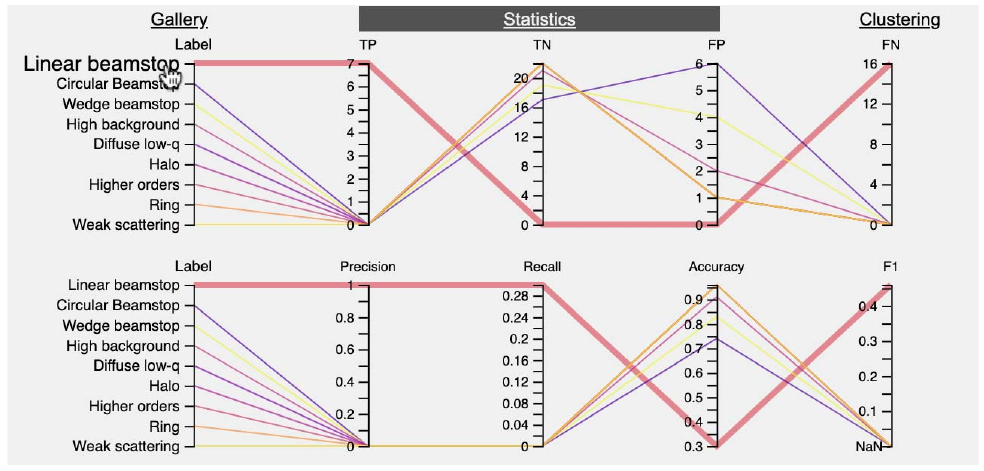 Gallery Statistics Clustering
Label TP TN FP FN
Linear beamstop
Circular Beamstop
Wedge beamstop
High background
Diffuse low-q
Halo
Higher orders
Ring
Weak scattering
7
6
5
4
3
2
1
0
20
16
12
8
4
0
6
5
4
3
2
1
0
16
12
8
4
0
Label Precision Recall Accuracy F1
Linear beamstop
Circular Beamstop
Wedge beamstop
High background
Diffuse low-q
Halo
Higher orders
Ring
Weak scattering
1
0.8
0.6
0.4
0.2
0
0.28
0.24
0.2
0.16
0.12
0.08
0.04
0
0.9
0.8
0.7
0.6
0.5
0.4
0.3
0.4
0.3
0.2
0.1
NaN